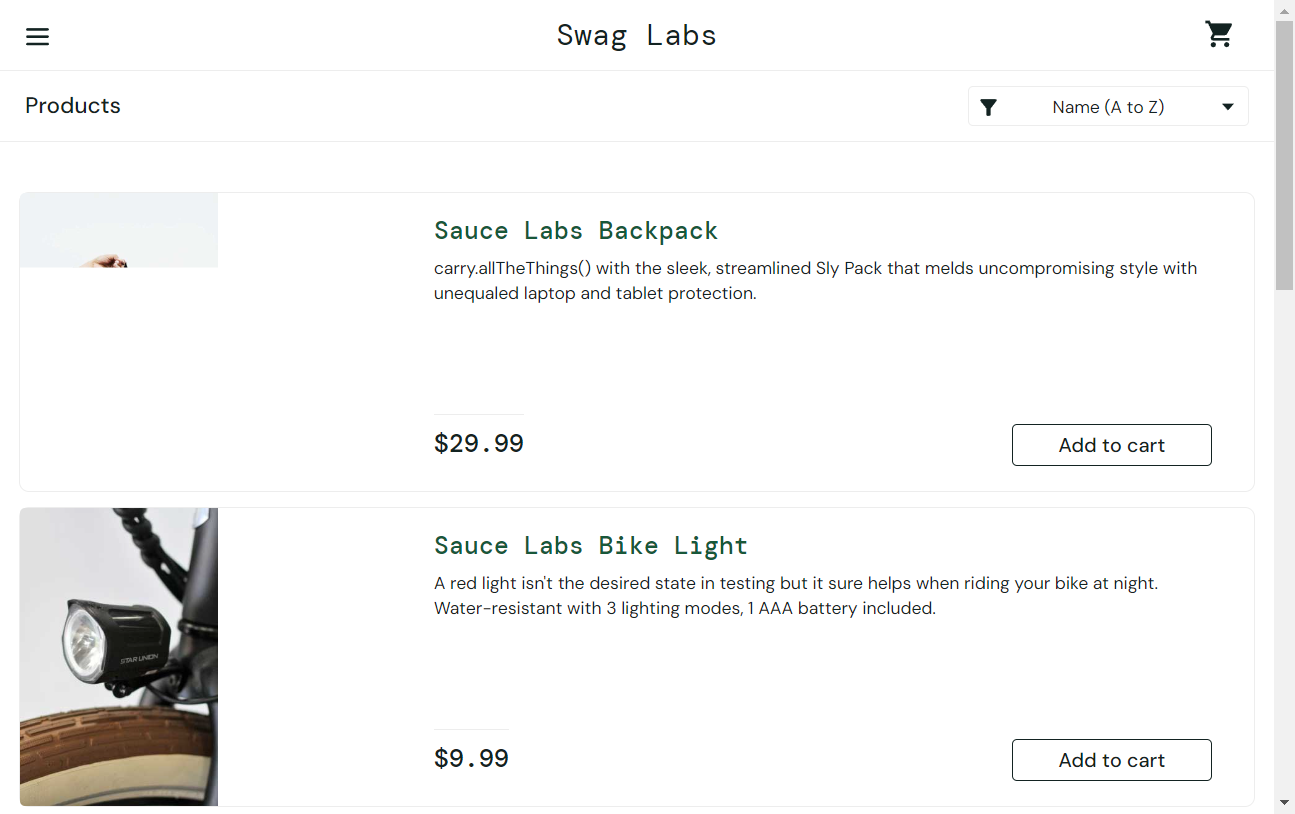 Swag Labs
Products
Name (A to Z)
Sauce Labs Backpack
carry.allTheThings() with the sleek, streamlined Sly Pack that melds uncompromising style with
unequaled laptop and tablet protection.
$29.99
Add to cart
Sauce Labs Bike Light
A red light isn't the desired state in testing but it sure helps when riding your bike at night.
Water-resistant with 3 lighting modes, 1 AAA battery included.
STAR UNION
$9.99
Add to cart